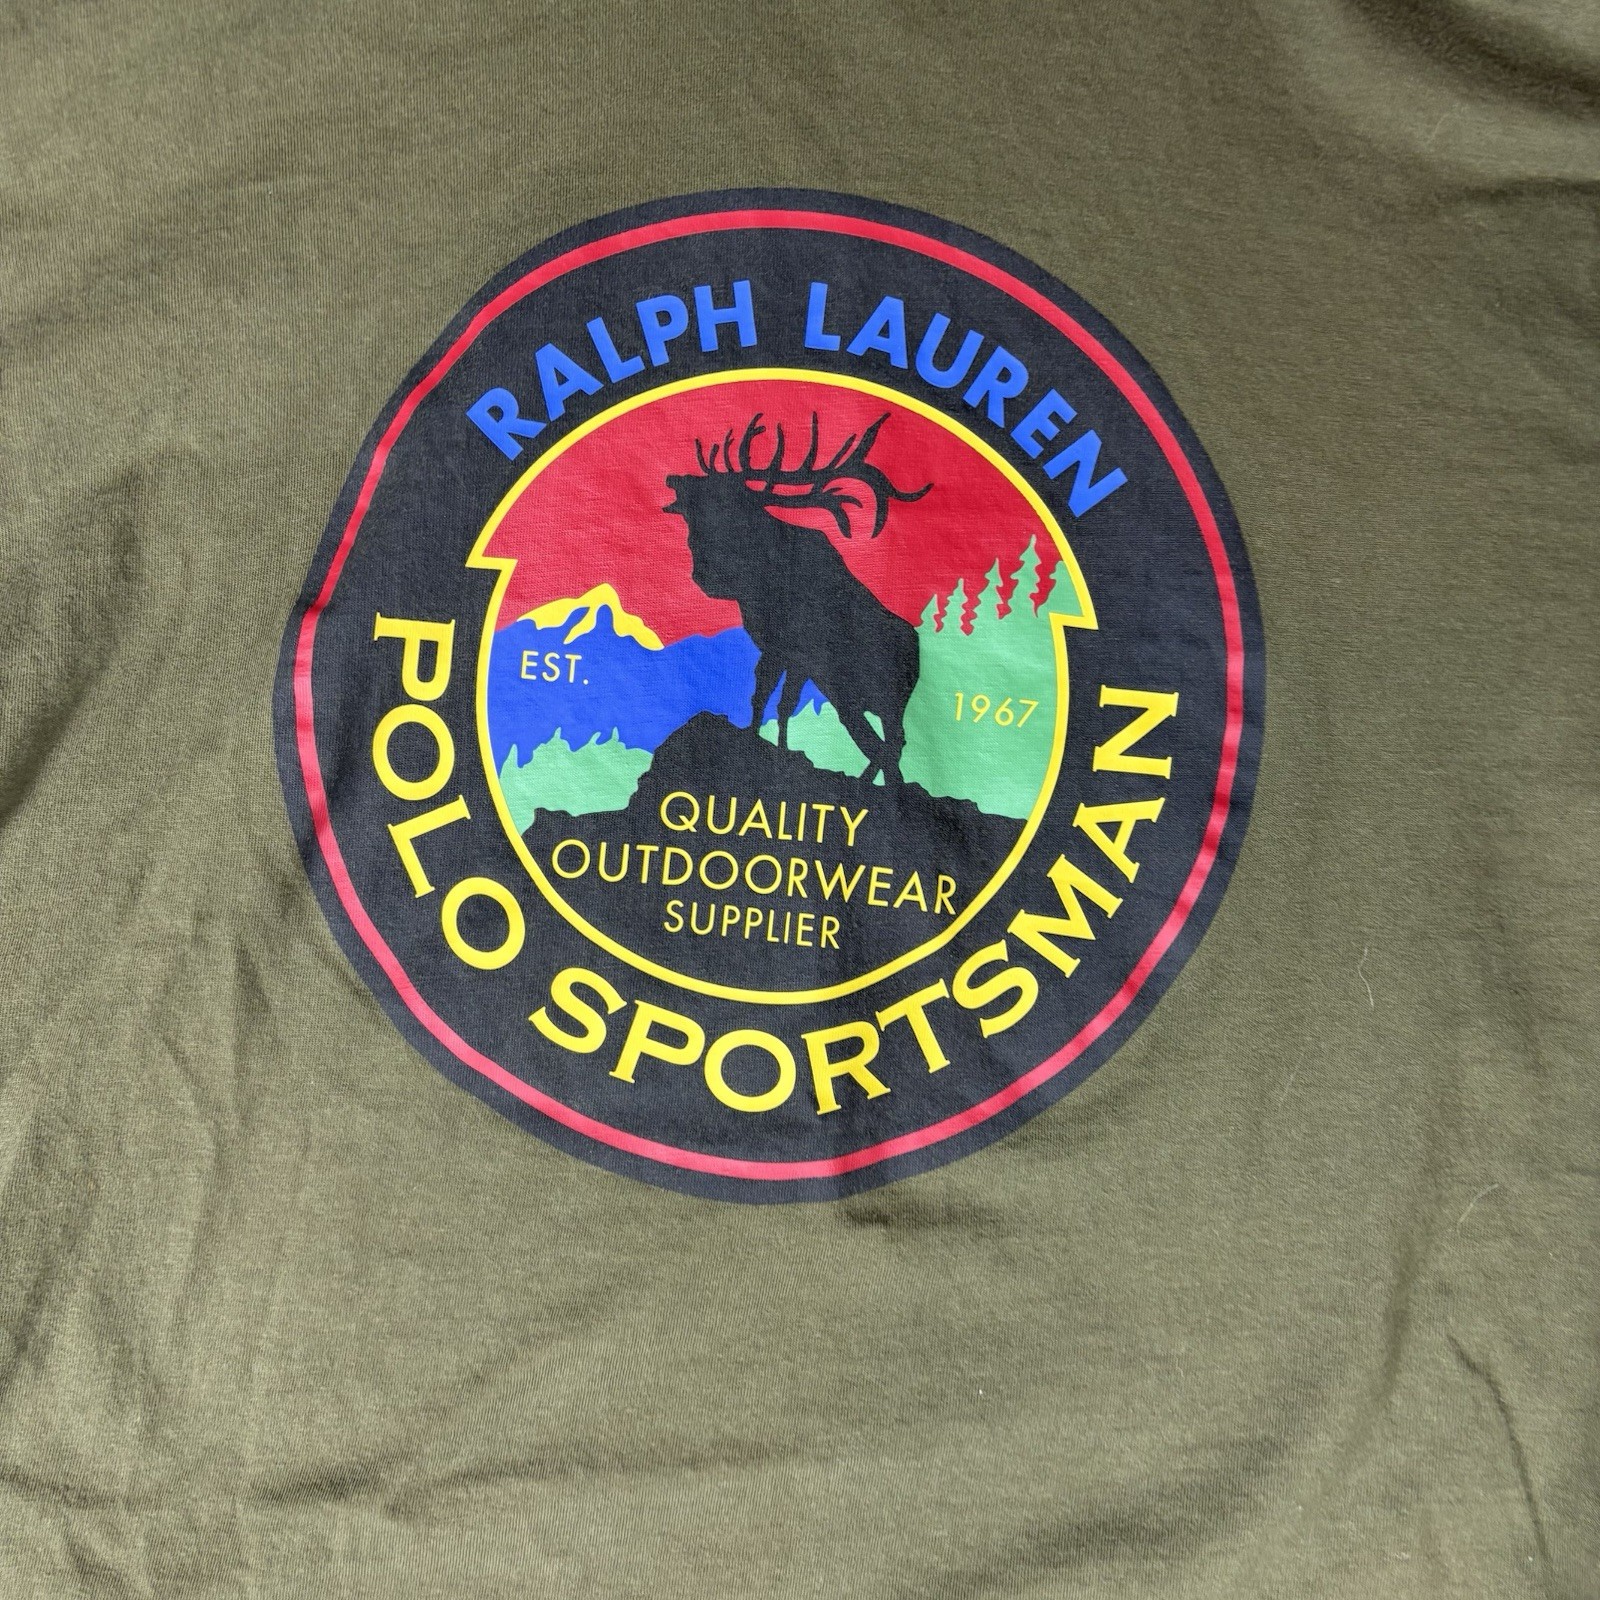 RALPH LAUREN
EST.
1967
QUALITY
OUTDOORWEAR
SUPPLIER
POLO SPORTSMAN